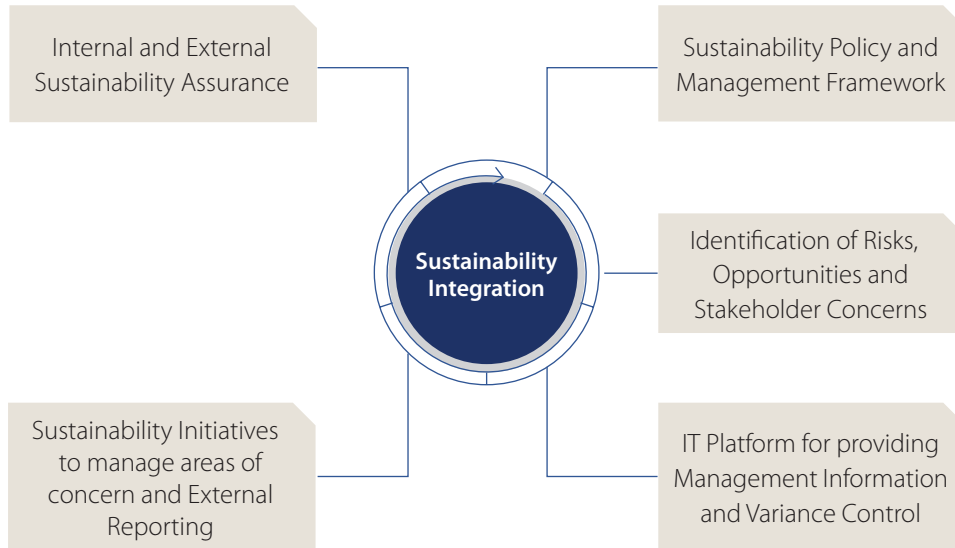 Internal and External
Sustainability Assurance
Sustainability Policy and
Management Framework
Sustainability
Integration
Identification of Risks,
Opportunities and
Stakeholder Concerns
Sustainability Initiatives
to manage areas of
concern and External
Reporting
IT Platform for providing
Management Information
and Variance Control